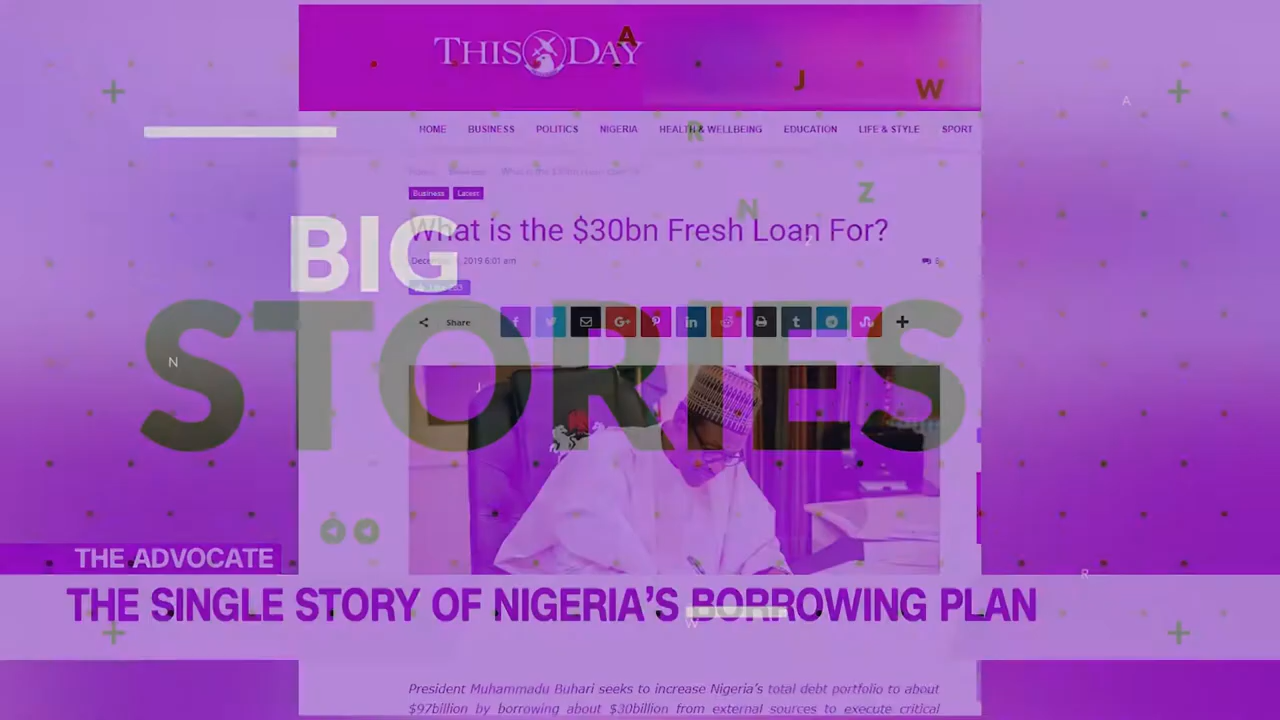 THISDAY
A
J
W
A
HOME BUSINESS POLITICS NIGERIA HEALTH & WELLBEING EDUCATION LIFE & STYLE SPORT
R
Business Latest
Z
N
BIG
What is the $30bn Fresh Loan For?
2019 6:01 am
8
Share
STORIES
N
J
THE ADVOCATE
THE SINGLE STORY OF NIGERIA'S BORROWING PLAN
R
W
President Muhammadu Buhari seeks to increase Nigeria's total debt portfolio to about
$97billion by borrowing about $30billion from external sources to execute critical